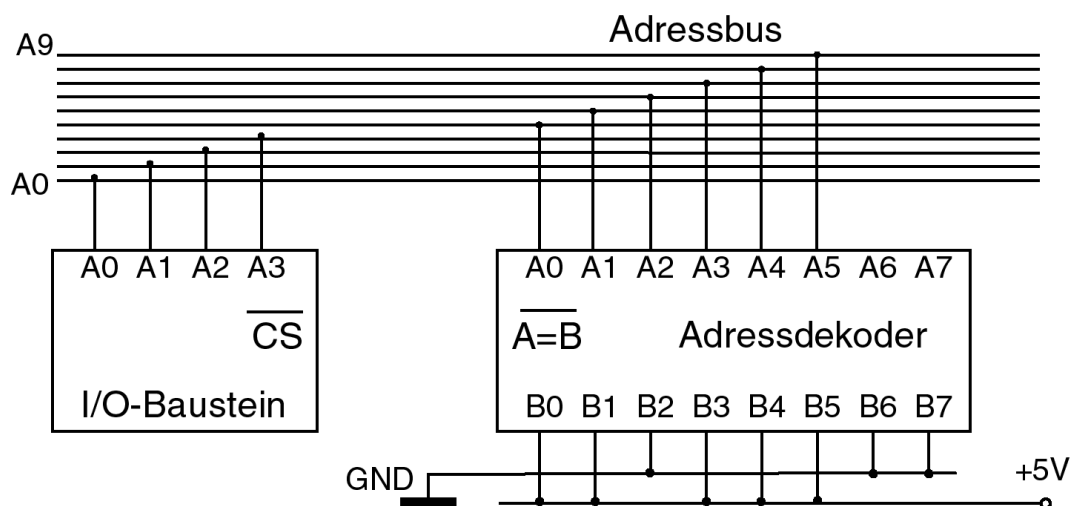 Adressbus
A9
A0
A0 A1 A2 A3
CS
I/O-Baustein
A0 A1 A2 A3 A4 A5 A6 A7
A=B Adressdekoder
B0 B1 B2 B3 B4 B5 B6 B7
GND
+5V